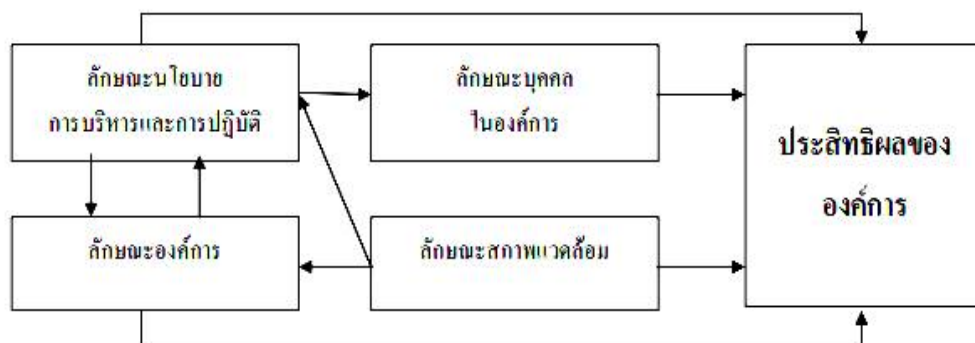 ลักษณะนโยบาย
การบริหารและการปฏิบัติ
ลักษณะบุคคล
ในองค์การ
ประสิทธิผลของ
องค์การ
ลักษณะองค์การ
ลักษณะสภาพแวดล้อม